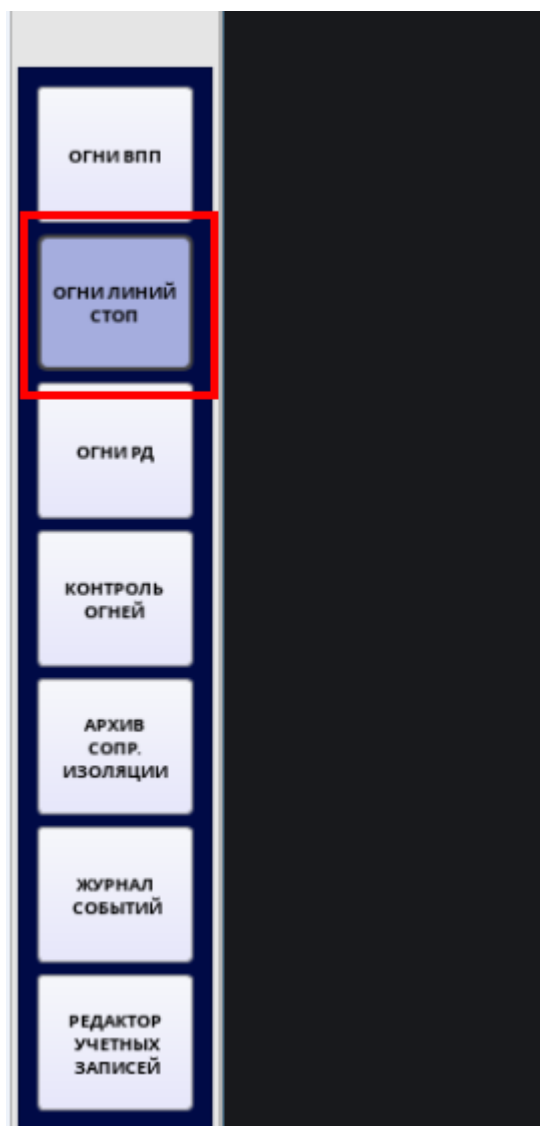 ОГНИ ВПП
ОГНИ ЛИНИЙ
СТОП
ОГНИ РД
КОНТРОЛЬ
ОГНЕЙ
АРХИВ
СОПР.
ИЗОЛЯЦИИ
ЖУРНАЛ
СОБЫТИЙ
РЕДАКТОР
УЧЕТНЫХ
ЗАПИСЕЙ